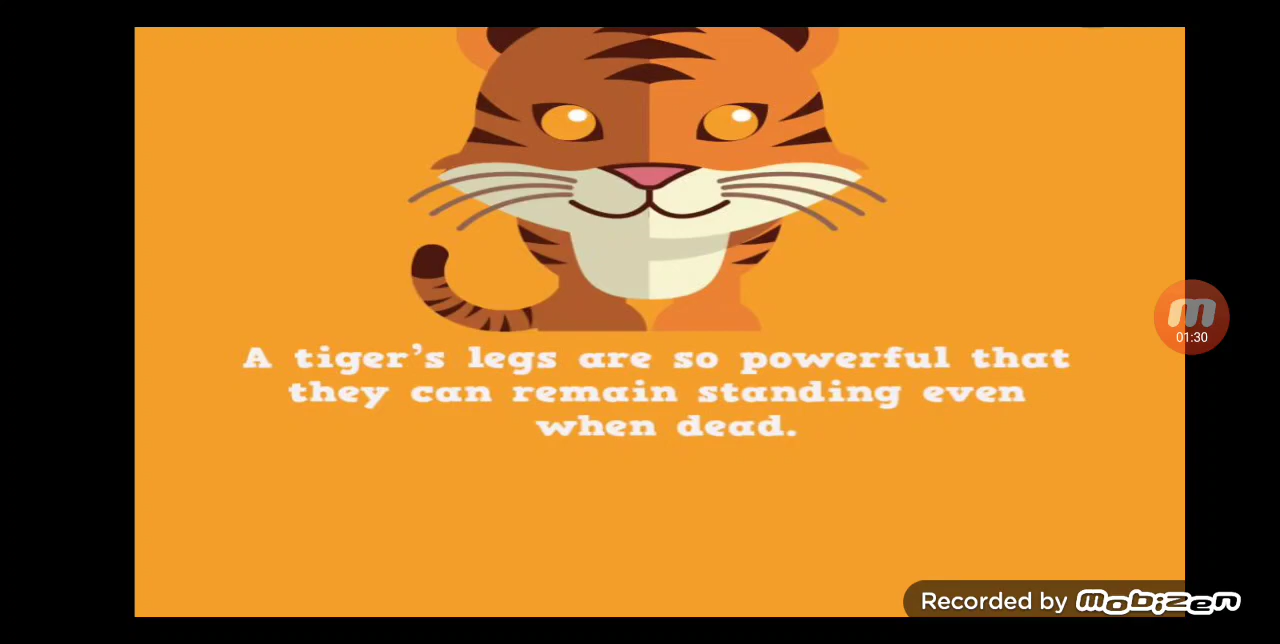 A tiger's legs are so powerful that
they can remain standing even
when dead.
01:30
Recorded by mobizen